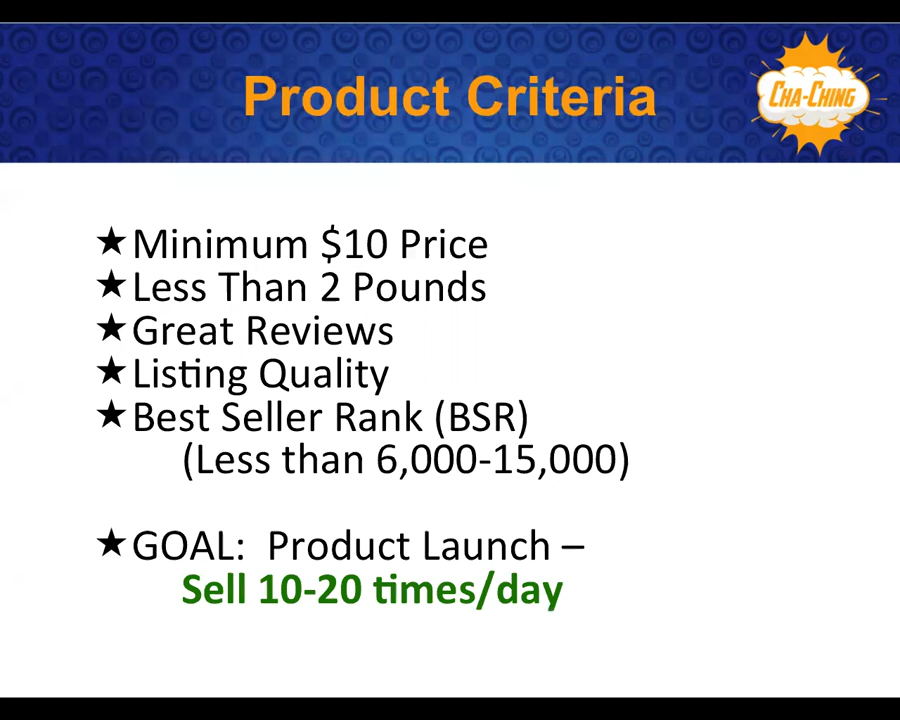 Product Criteria
CHA-CHING
★Minimum $10 Price
★Less Than 2 Pounds
★Great Reviews
★Listing Quality
★Best Seller Rank (BSR)
(Less than 6,000-15,000)
★GOAL: Product Launch –
Sell 10-20 times/day